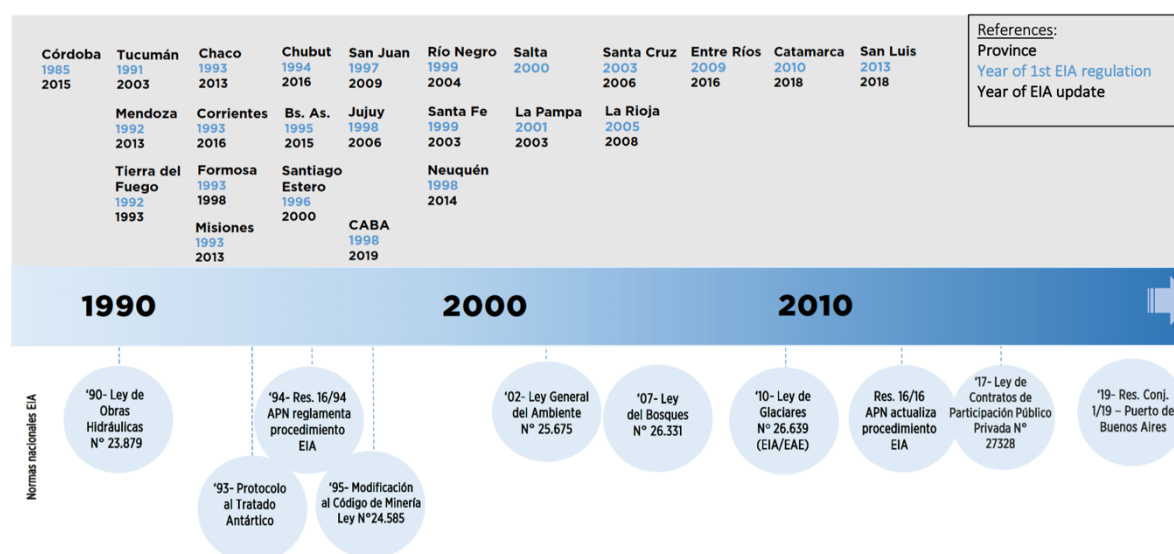 References:
Province
Year of 1st EIA regulation
Year of EIA update
Córdoba
1985
2015
Tucumán
1991
2003
Mendoza
1992
2013
Tierra del
Fuego
1992
1993
Chaco
1993
2013
Corrientes
1993
2016
Formosa
1993
1998
Misiones
1993
2013
Chubut
1994
2016
Bs. As.
1995
2015
Santiago
Estero
1996
2000
San Juan
1997
2009
Jujuy
1998
2006
CABA
1998
2019
Río Negro
1999
2004
Santa Fe
1999
2003
Neuquén
1998
2014
Salta
2000
La Pampa
2001
2003
Santa Cruz
2003
2006
La Rioja
2005
2008
Entre Ríos
2009
2016
Catamarca
2010
2018
San Luis
2013
2018
1990
2000
2010
Normas nacionales EIA
'90- Ley de
Obras
Hidráulicas
N° 23.879
'93- Protocolo
al Tratado
Antártico
'94- Res. 16/94
APN reglamenta
procedimiento
EIA
'95- Modificación
al Código de Minería
Ley N°24.585
'02- Ley General
del Ambiente
N° 25.675
'07- Ley
del Bosques
N° 26.331
'10- Ley de
Glaciares
N° 26.639
(EIA/EAE)
Res. 16/16
APN actualiza
procedimiento
EIA
'17- Ley de
Contratos de
Participación Público
Privada N°
27328
'19- Res. Conj.
1/19 – Puerto de
Buenos Aires